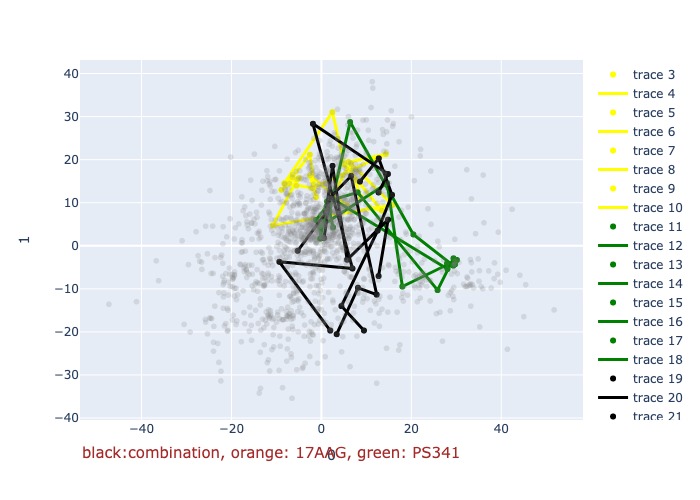 40
30
20
10
0
−10
−20
−30
−40
1
−40
−20
0
20
40
0
black:combination, orange: 17AAG, green: PS341
trace 3
trace 4
trace 5
trace 6
trace 7
trace 8
trace 9
trace 10
trace 11
trace 12
trace 13
trace 14
trace 15
trace 16
trace 17
trace 18
trace 19
trace 20
trace 21